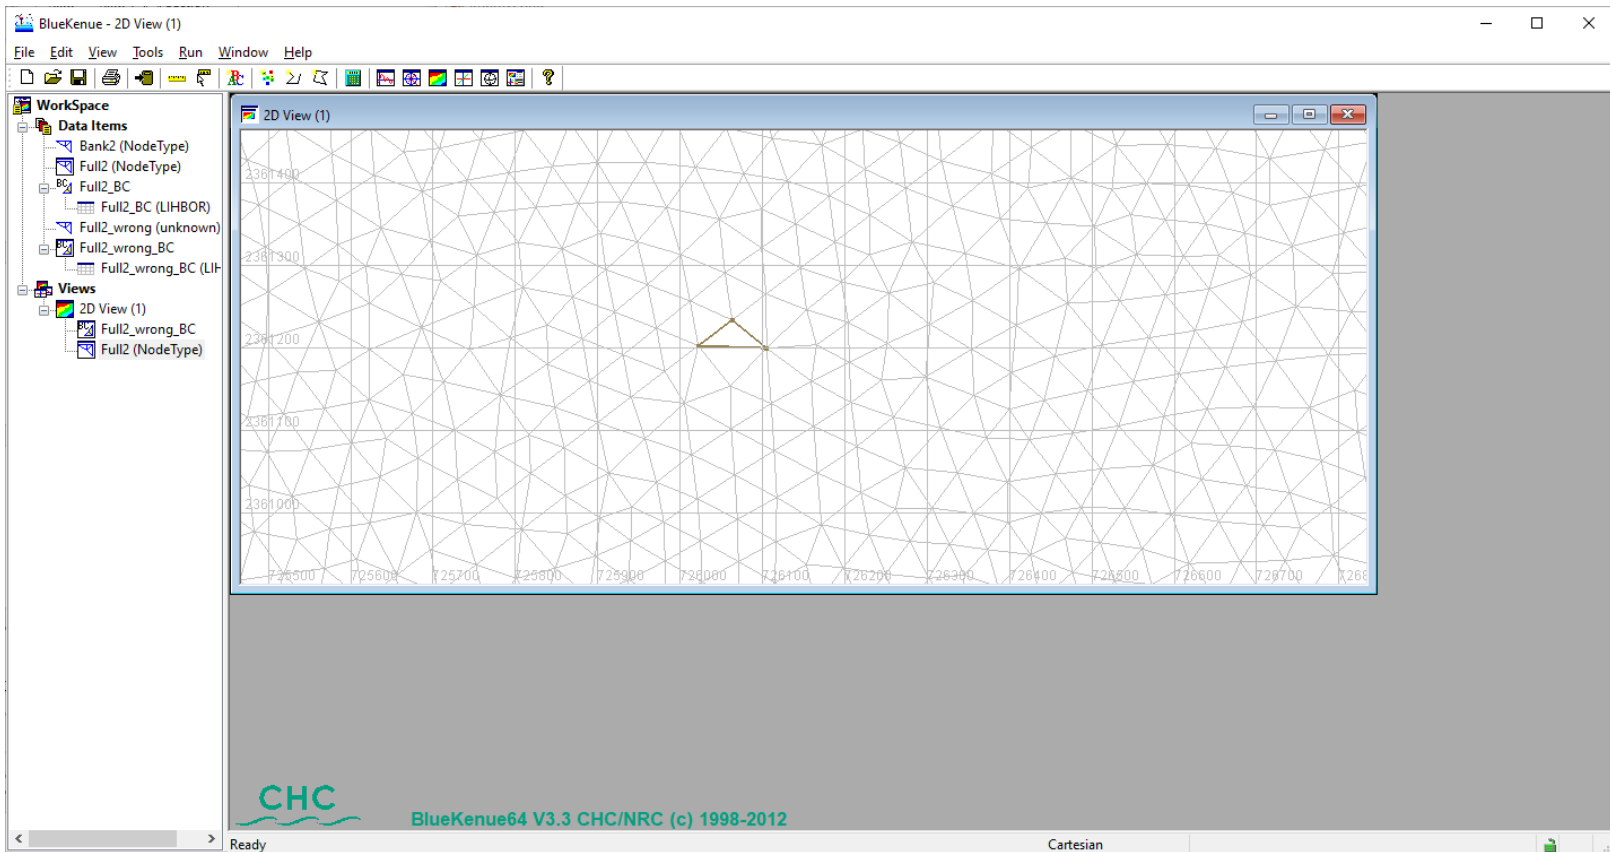 BlueKenue - 2D View (1)
File Edit View Tools Run Window Help
WorkSpace
Data Items
Bank2 (NodeType)
Full2 (NodeType)
Full2_BC
Full2_BC (LIHBOR)
Full2_wrong (unknown)
Full2_wrong_BC
Full2_wrong_BC (LIH
Views
2D View (1)
Full2_wrong_BC
Full2 (NodeType)
2D View (1)
2361400
2361300
2361200
2361100
2361000
725500 725600 725700 725800 725900 726000 726100 726200 726300 726400 726500 726600 726700 7268
CHC
BlueKenue64 V3.3 CHC/NRC (c) 1998-2012
Ready Cartesian